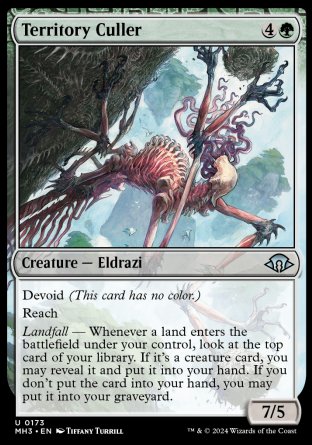 Territory Culler 4
Creature — Eldrazi
Devoid (This card has no color.)
Reach
Landfall — Whenever a land enters the
battlefield under your control, look at the top
card of your library. If it's a creature card, you
may reveal it and put it into your hand. If you
don't put the card into your hand, you may
put it into your graveyard.
7/5
U 0173
MH3 • EN TIFFANY TURRILL
™ & © 2024 Wizards of the Coast